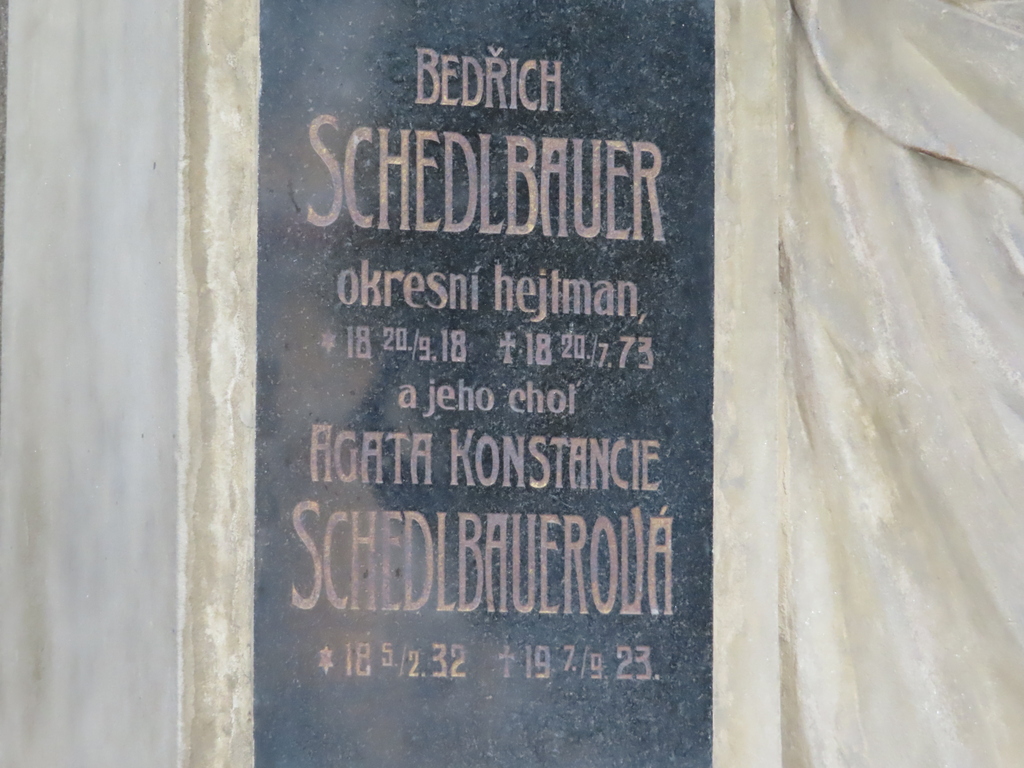 BEDŘICH
SCHEDLBAUER
okresní hejtman,
* 18 20./9. 18 ✝ 18 20./7. 73
a jeho choť
AGATA KONSTANCIE
SCHEDLBAUEROVÁ
* 18 5./2. 32 ✝ 19 7./9. 23.